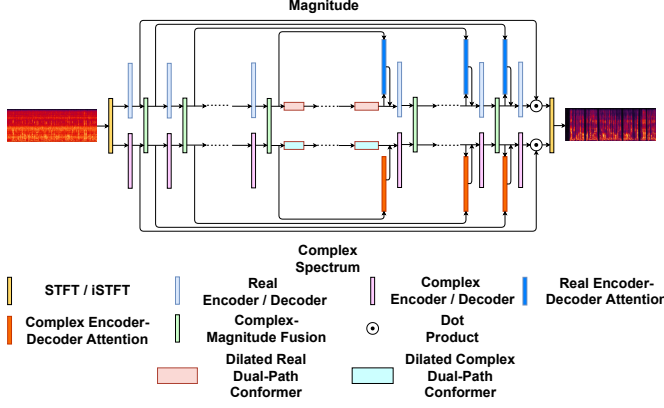 Magnitude
Complex
Spectrum
STFT / iSTFT
Real
Encoder / Decoder
Complex
Encoder / Decoder
Real Encoder-
Decoder Attention
Complex Encoder-
Decoder Attention
Complex-
Magnitude Fusion
Dot
Product
Dilated Real
Dual-Path
Conformer
Dilated Complex
Dual-Path
Conformer